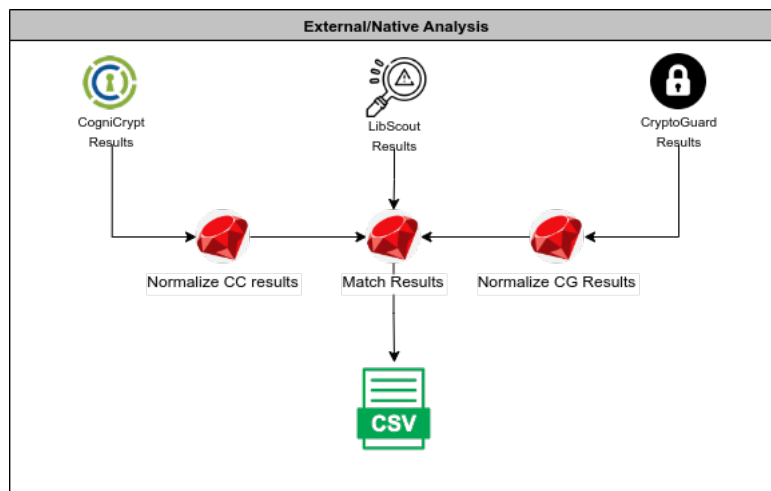 External/Native Analysis
CogniCrypt
Results
LibScout
Results
CryptoGuard
Results
Normalize CC results
Match Results
Normalize CG Results
CSV